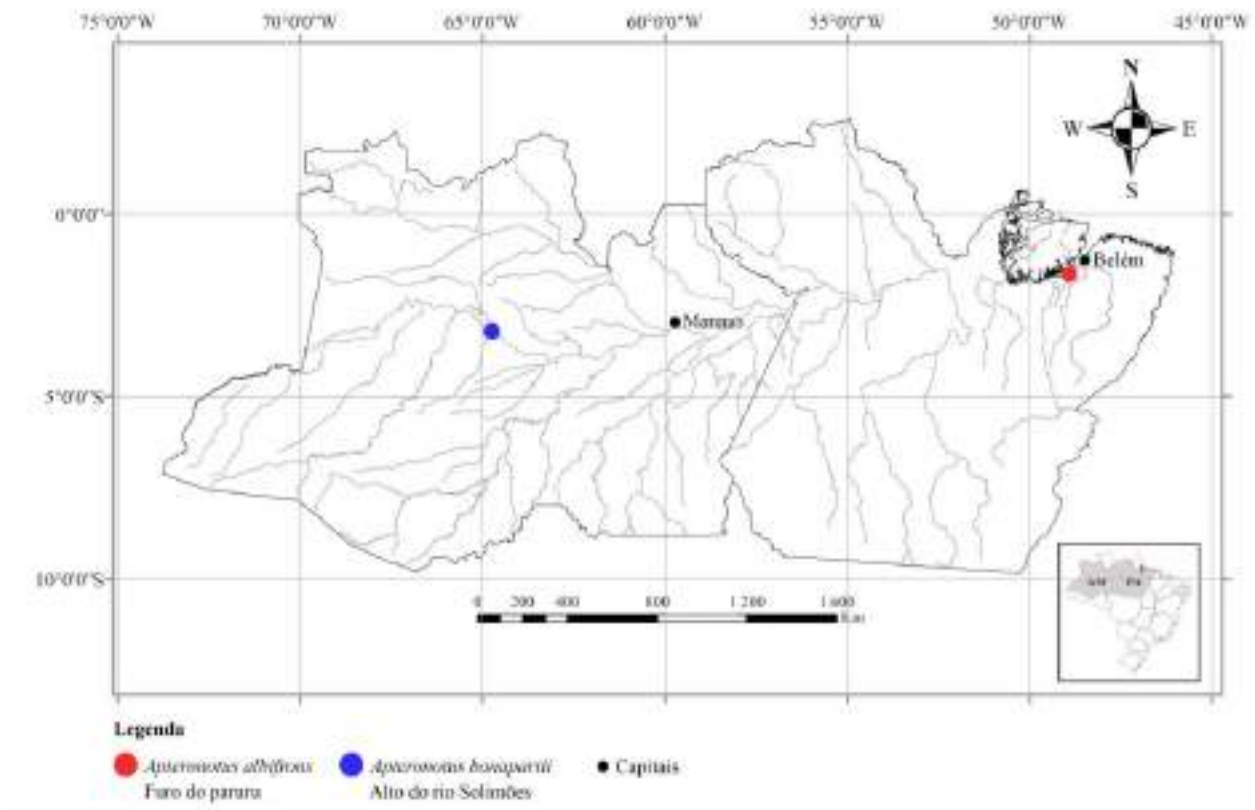 75°0'0"W 70°0'0"W 65°0'0"W 60°0'0"W 55°0'0"W 50°0'0"W 45°0'0"W
N
W E
S
0°0'0"
Belém
Manaus
5°0'0"S
10°0'0"S
0 200 400 800 1.200 1.600
Km
AM PA
Legenda
Apteronotus albifrons Apteronotus bonapartii Capitais
Furo do Alto do rio Solimões